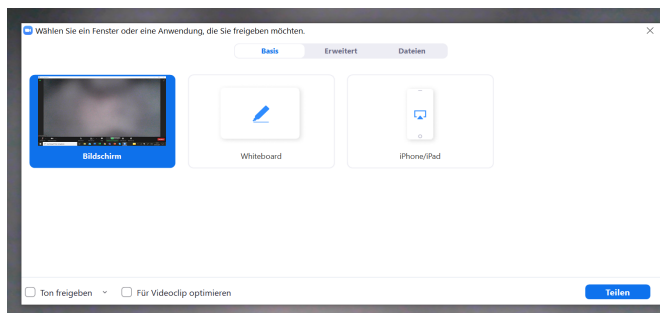 Wählen Sie ein Fenster oder eine Anwendung, die Sie freigeben möchten.
Basis Erweitert Dateien
Bildschirm Whiteboard iPhone/iPad
Ton freigeben Für Videoclip optimieren Teilen